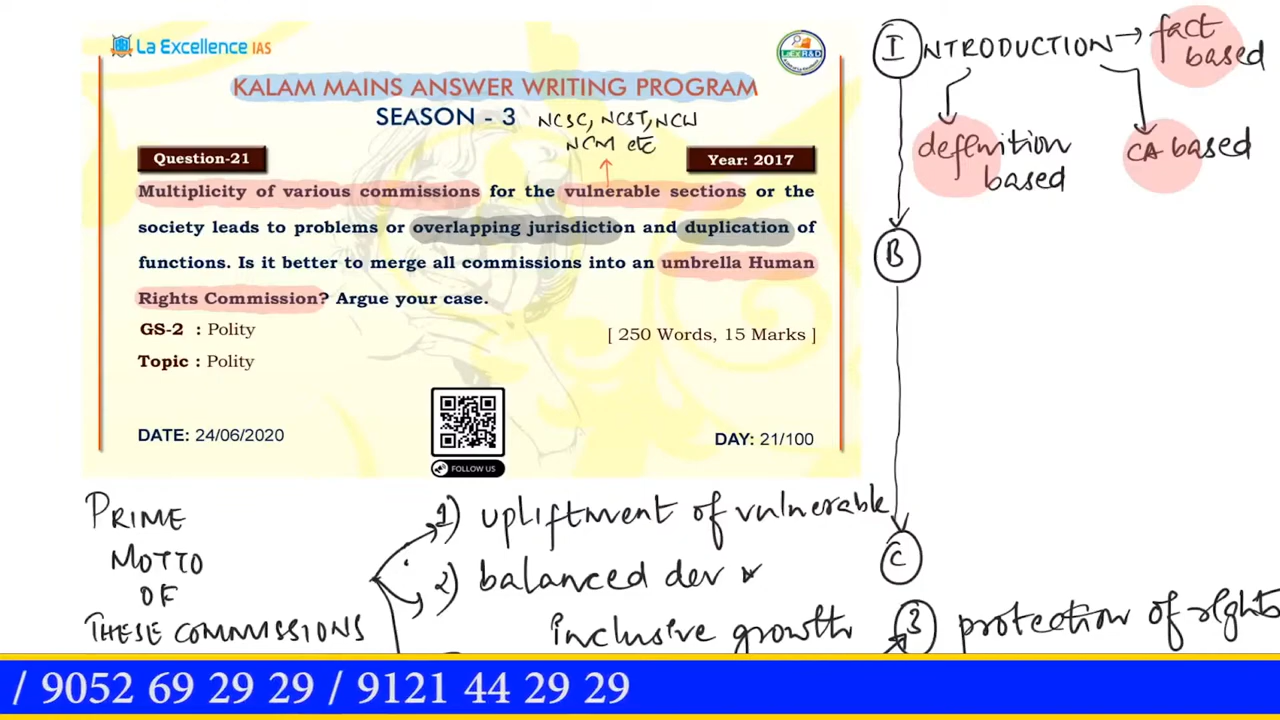 La Excellence IAS
KALAM MAINS ANSWER WRITING PROGRAM
SEASON - 3
NCSC, NCST, NCW
NCM etc
Question-21
Year: 2017
Multiplicity of various commissions for the vulnerable sections or the
society leads to problems or overlapping jurisdiction and duplication of
functions. Is it better to merge all commissions into an umbrella Human
Rights Commission? Argue your case.
GS-2 : Polity
[ 250 Words, 15 Marks ]
Topic : Polity
DATE: 24/06/2020
DAY: 21/100
FOLLOW US
INTRODUCTION → fact
based
definition
based
CA based
B
C
PRIME
MOTTO
OF
THESE COMMISSIONS
1) upliftment of vulnerable
2) balanced dev
inclusive growth
3) protection of rights
/ 9052 69 29 29 / 9121 44 29 29